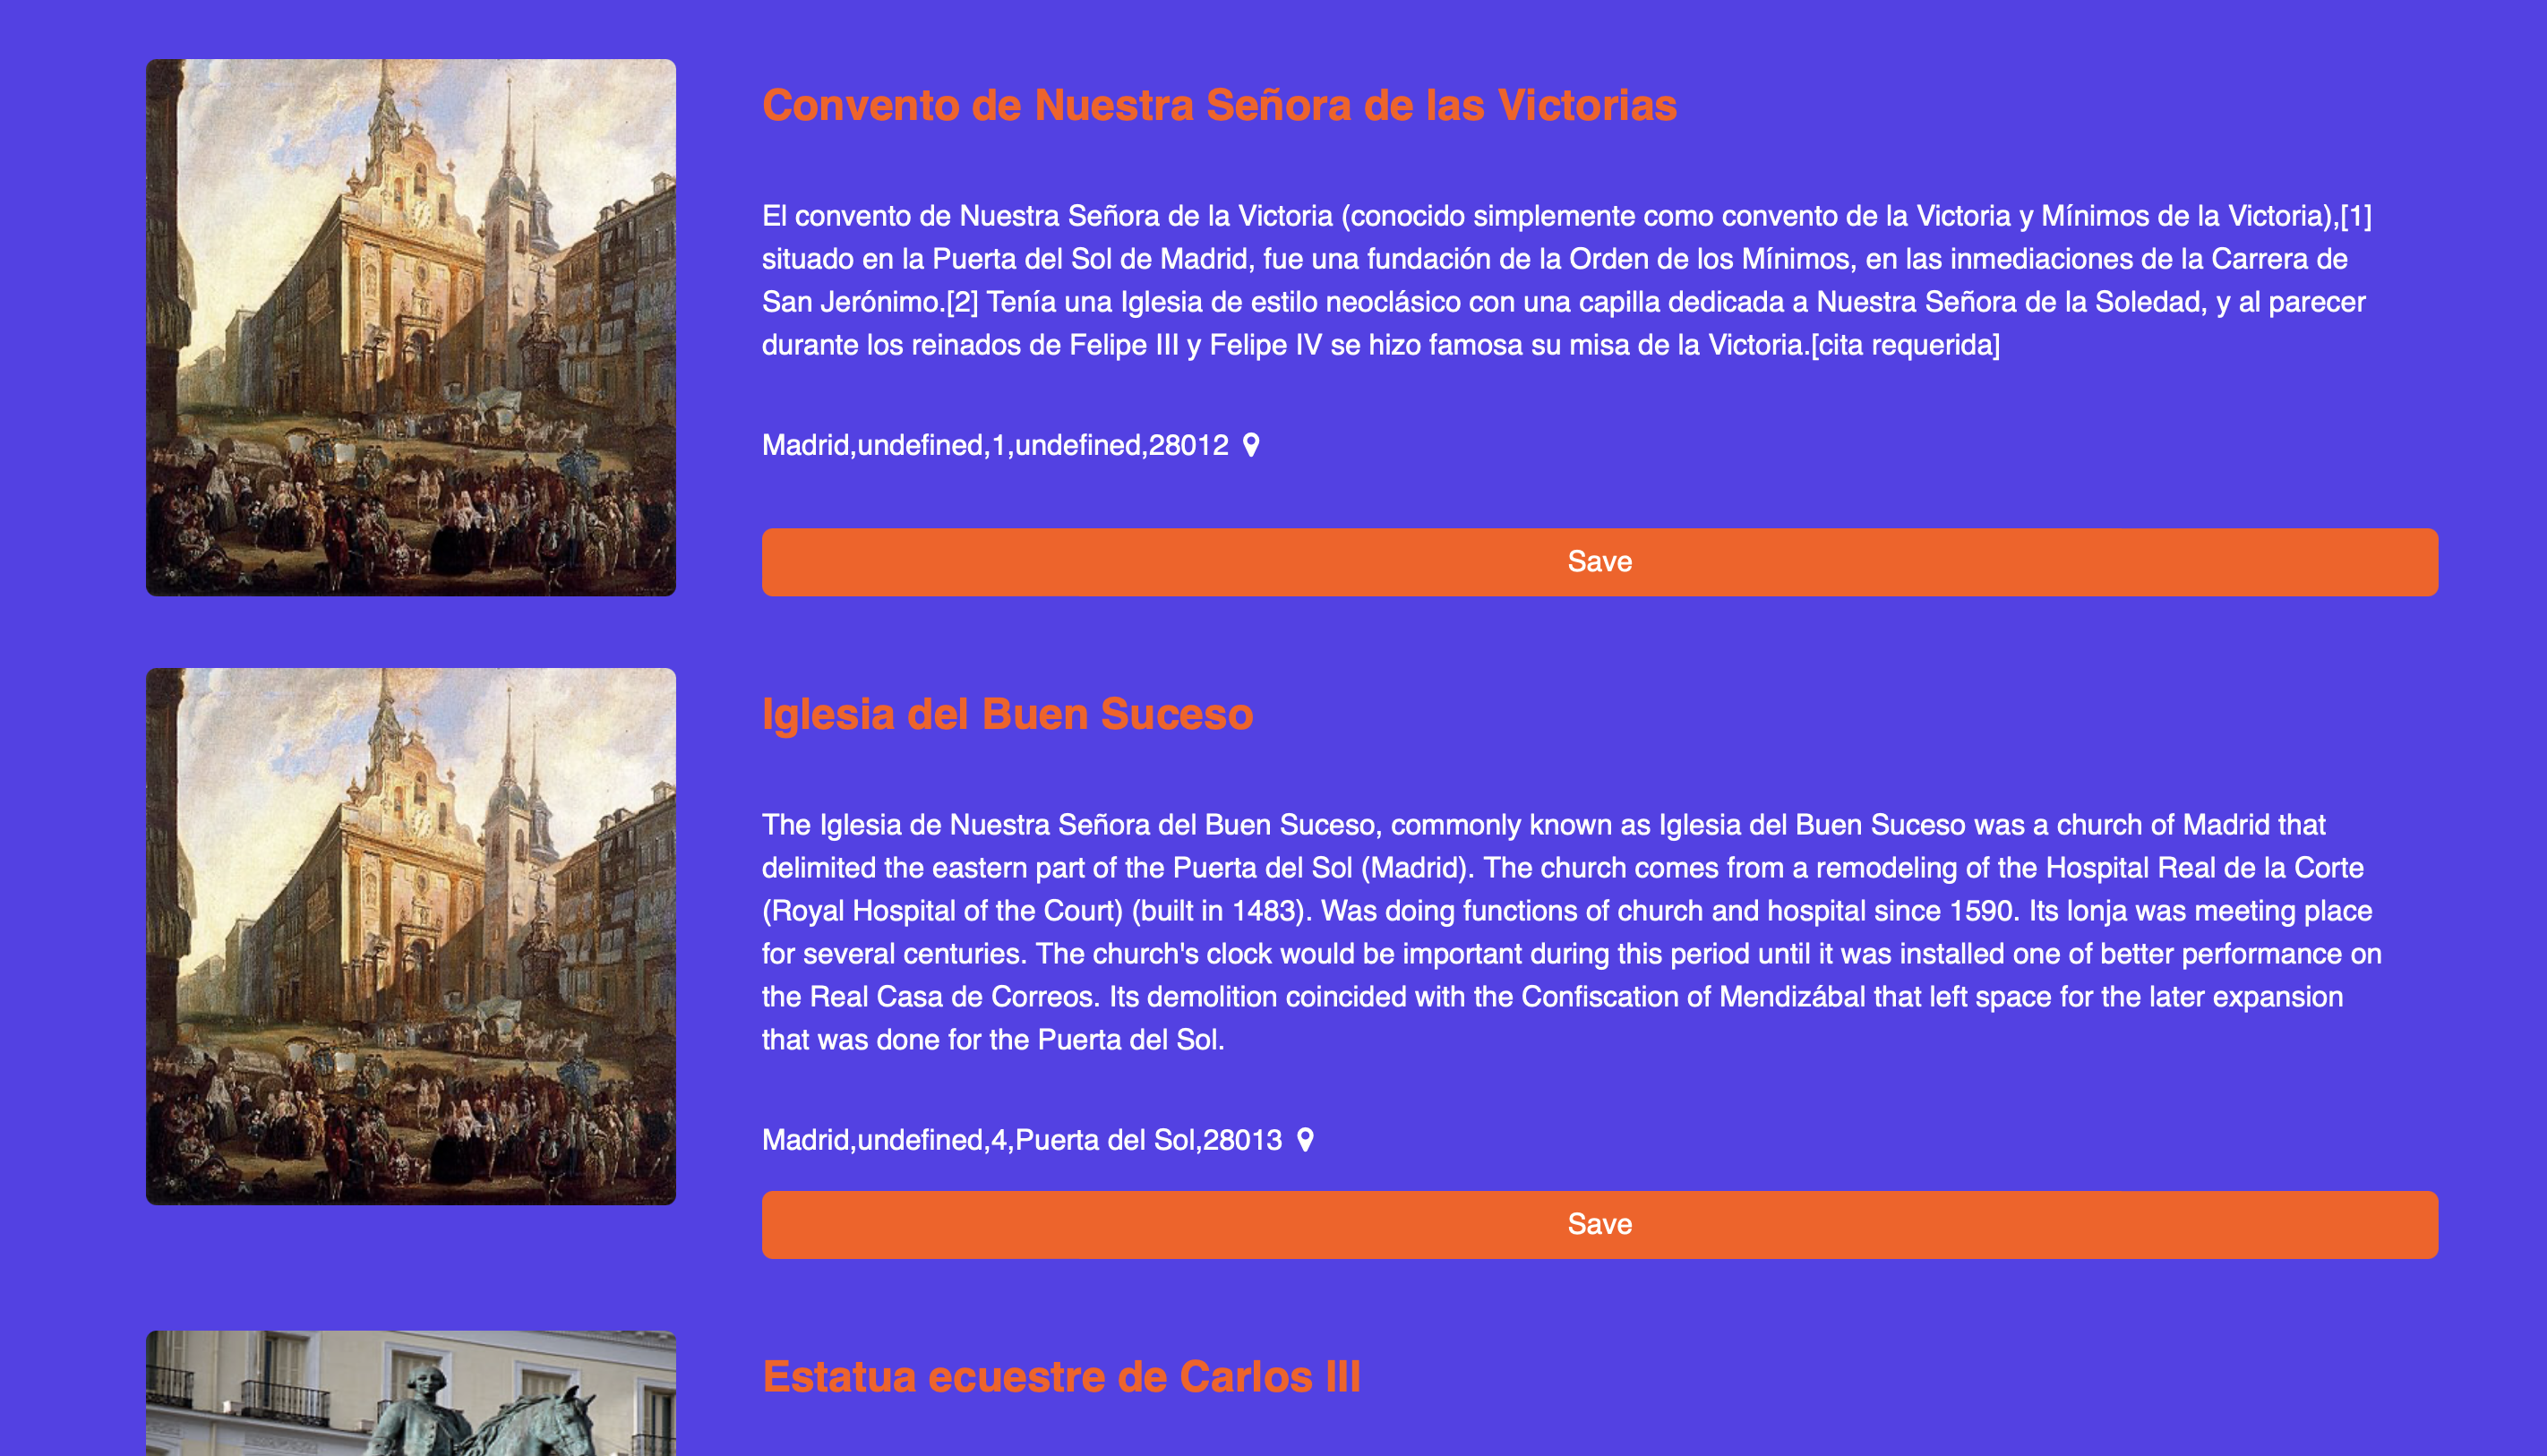 Convento de Nuestra Señora de las Victorias
El convento de Nuestra Señora de la Victoria (conocido simplemente como convento de la Victoria y Mínimos de la Victoria),[1]
situado en la Puerta del Sol de Madrid, fue una fundación de la Orden de los Mínimos, en las inmediaciones de la Carrera de
San Jerónimo.[2] Tenía una Iglesia de estilo neoclásico con una capilla dedicada a Nuestra Señora de la Soledad, y al parecer
durante los reinados de Felipe III y Felipe IV se hizo famosa su misa de la Victoria.[cita requerida]
Madrid,undefined,1,undefined,28012
Save
Iglesia del Buen Suceso
The Iglesia de Nuestra Señora del Buen Suceso, commonly known as Iglesia del Buen Suceso was a church of Madrid that
delimited the eastern part of the Puerta del Sol (Madrid). The church comes from a remodeling of the Hospital Real de la Corte
(Royal Hospital of the Court) (built in 1483). Was doing functions of church and hospital since 1590. Its lonja was meeting place
for several centuries. The church's clock would be important during this period until it was installed one of better performance on
the Real Casa de Correos. Its demolition coincided with the Confiscation of Mendizábal that left space for the later expansion
that was done for the Puerta del Sol.
Madrid,undefined,4,Puerta del Sol,28013
Save
Estatua ecuestre de Carlos III